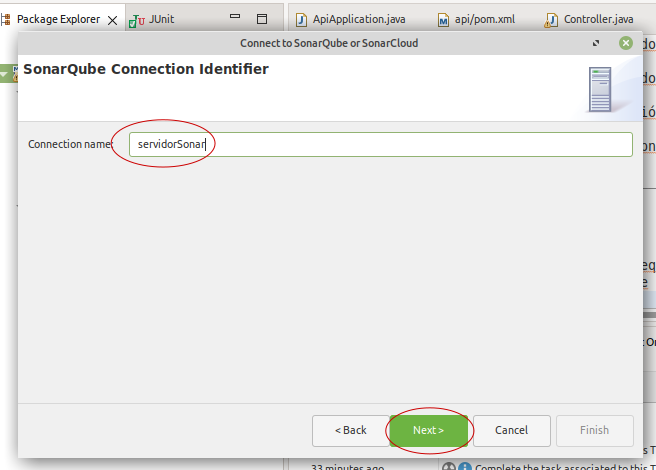 Package Explorer
JUnit
ApiApplication.java
api/pom.xml
Controller.java
Connect to SonarQube or SonarCloud
SonarQube Connection Identifier
Connection name:
servidorSonar
< Back
Next >
Cancel
Finish
33 minutes ago
Complete the task associated to this T